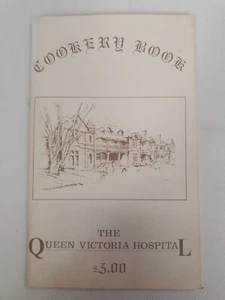 COOKERY BOOK
THE
QUEEN VICTORIA HOSPITAL
$3.00